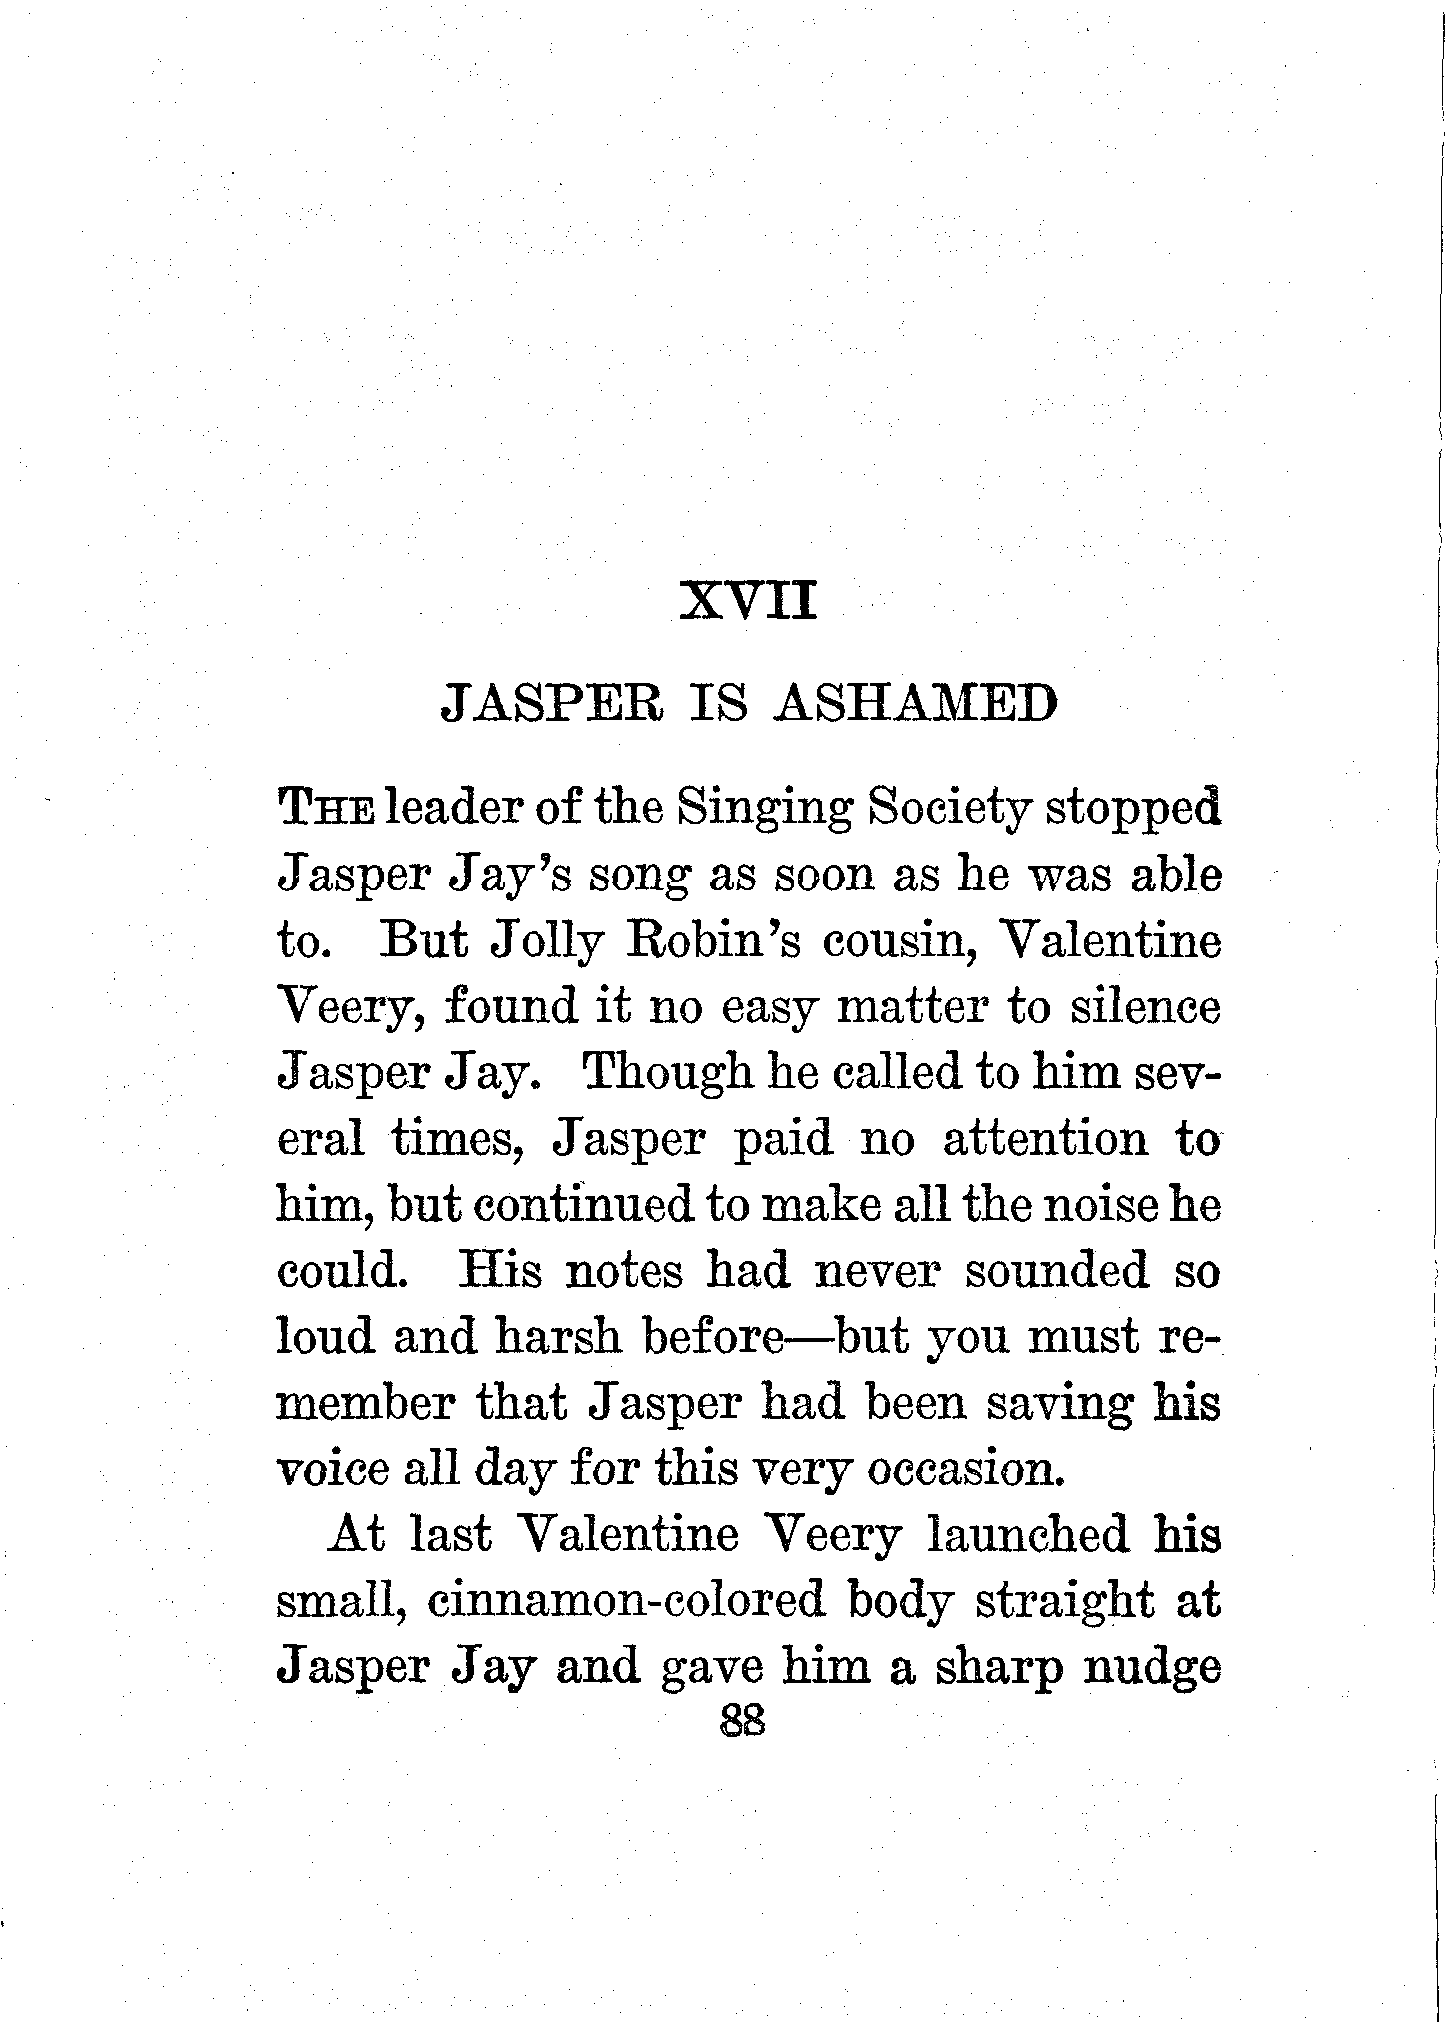 XVII
JASPER IS ASHAMED
THE leader of the Singing Society stopped
Jasper Jay's song as soon as he was able
to. But Jolly Robin's cousin, Valentine
Veery, found it no easy matter to silence
Jasper Jay. Though he called to him sev-
eral times, Jasper paid no attention to
him, but continued to make all the noise he
could. His notes had never sounded so
loud and harsh before—but you must re-
member that Jasper had been saving his
voice all day for this very occasion.
At last Valentine Veery launched his
small, cinnamon-colored body straight at
Jasper Jay and gave him a sharp nudge
88